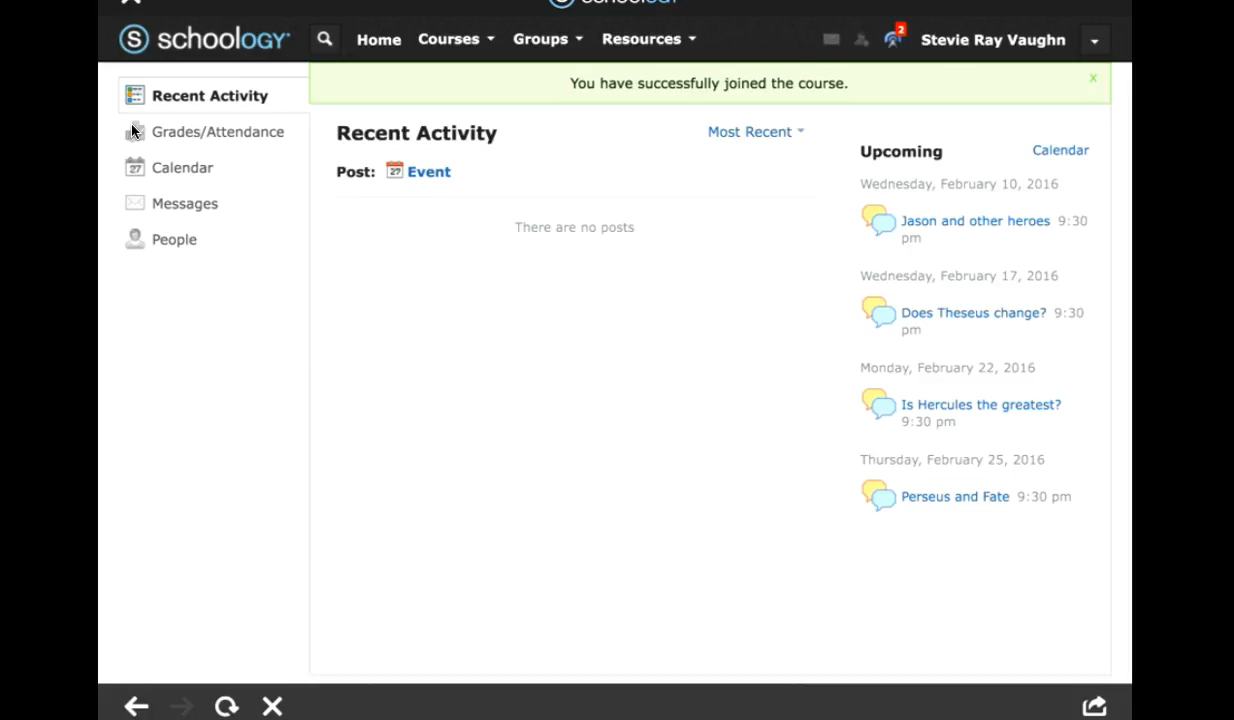 schoology
Home Courses Groups Resources 2 Stevie Ray Vaughn
You have successfully joined the course. x
Recent Activity
Grades/Attendance
27 Calendar
Messages
People
Recent Activity Most Recent
Post: 27 Event
There are no posts
Upcoming Calendar
Wednesday, February 10, 2016
Jason and other heroes 9:30
pm
Wednesday, February 17, 2016
Does Theseus change? 9:30
pm
Monday, February 22, 2016
Is Hercules the greatest?
9:30 pm
Thursday, February 25, 2016
Perseus and Fate 9:30 pm